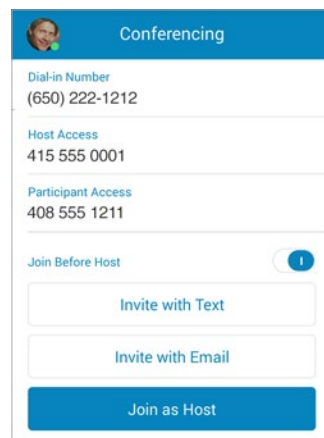 Conferencing
Dial-in Number
(650) 222-1212
Host Access
415 555 0001
Participant Access
408 555 1211
Join Before Host
Invite with Text
Invite with Email
Join as Host